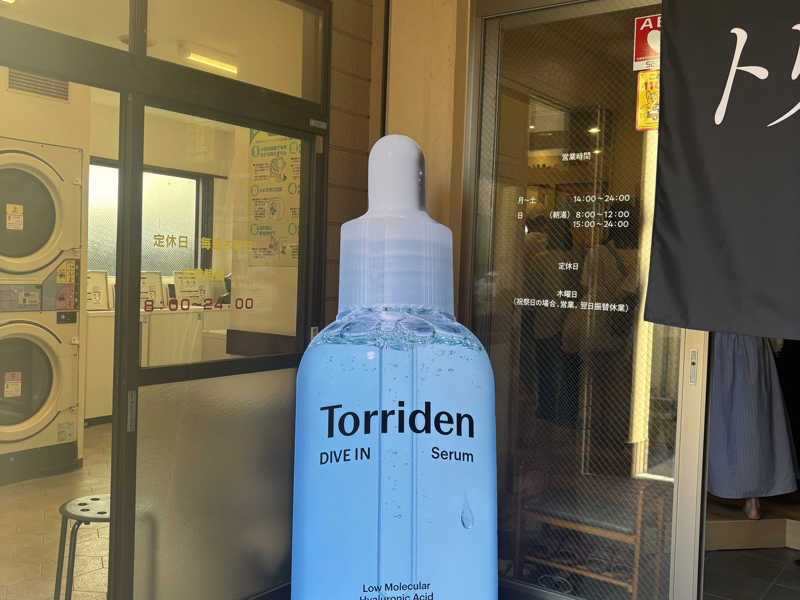 定休日
8:00〜24:00
Torriden
DIVE IN Serum
Low Molecular
Hyaluronic Acid
営業時間
月〜土 14:00〜24:00
日 (朝湯) 8:00〜12:00
15:00〜24:00
定休日
木曜日
(祝祭日の場合、営業。翌日振替休業)
ト